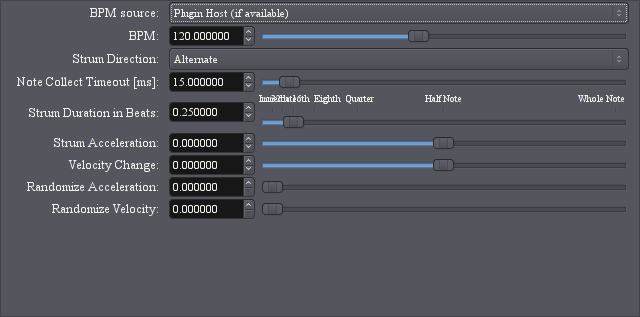 BPM source: Plugin Host (if available)
BPM: 120.000000
Strum Direction: Alternate
Note Collect Timeout [ms]: 15.000000
Eighth Quarter Half Note Whole Note
Strum Duration in Beats: 0.250000
Strum Acceleration: 0.000000
Velocity Change: 0.000000
Randomize Acceleration: 0.000000
Randomize Velocity: 0.000000